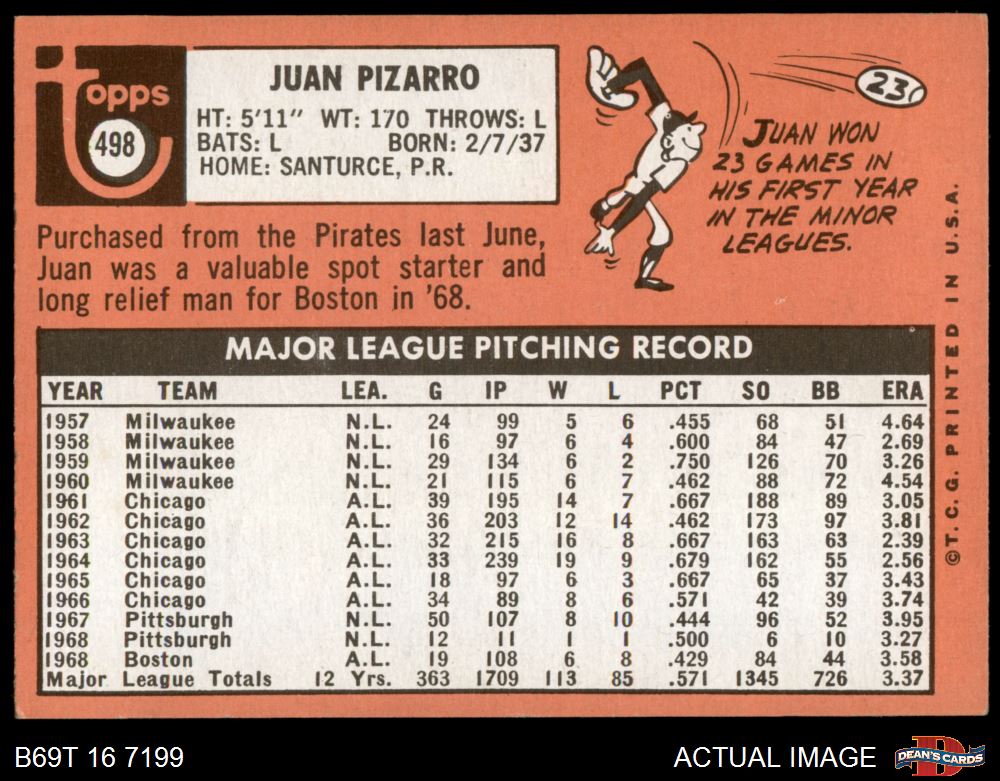 Topps
498
JUAN PIZARRO
HT: 5'11" WT: 170 THROWS: L
BATS: L BORN: 2/7/37
HOME: SANTURCE, P.R.
23
JUAN WON
23 GAMES IN
HIS FIRST YEAR
IN THE MINOR
LEAGUES.
Purchased from the Pirates last June,
Juan was a valuable spot starter and
long relief man for Boston in '68.
MAJOR LEAGUE PITCHING RECORD
YEAR TEAM LEA. G IP W L PCT SO BB ERA
1957 Milwaukee N.L. 24 99 5 6 .455 68 51 4.64
1958 Milwaukee N.L. 16 97 6 4 .600 84 47 2.69
1959 Milwaukee N.L. 29 134 6 2 .750 126 70 3.26
1960 Milwaukee N.L. 21 115 6 7 .462 88 72 4.54
1961 Chicago A.L. 39 195 14 7 .667 188 89 3.05
1962 Chicago A.L. 36 203 12 14 .462 173 97 3.81
1963 Chicago A.L. 32 215 16 8 .667 163 63 2.39
1964 Chicago A.L. 33 239 19 9 .679 162 55 2.56
1965 Chicago A.L. 18 97 6 3 .667 65 37 3.43
1966 Chicago A.L. 34 89 8 6 .571 42 39 3.74
1967 Pittsburgh N.L. 50 107 8 10 .444 96 52 3.95
1968 Pittsburgh N.L. 12 11 1 1 .500 6 10 3.27
1968 Boston A.L. 19 108 6 8 .429 84 44 3.58
Major League Totals 12 Yrs. 363 1709 113 85 .571 1345 726 3.37
©T.C.G. PRINTED IN U.S.A.
B69T 16 7199
ACTUAL IMAGE
D
DEAN'S CARDS